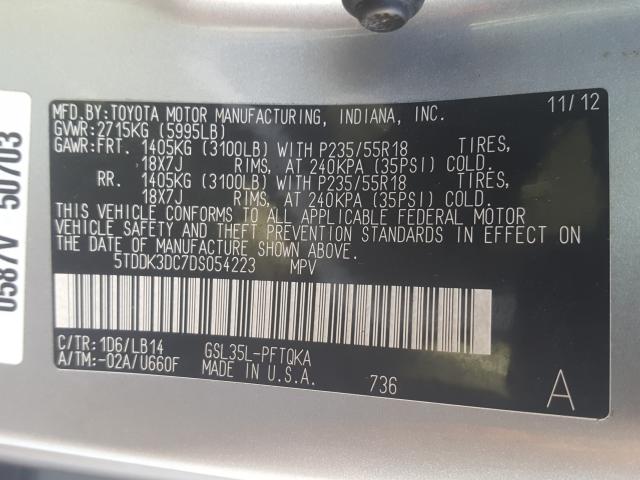 MFD.BY:TOYOTA MOTOR MANUFACTURING, INDIANA, INC. 11/12
GVWR:2715KG (5995LB)
GAWR:FRT. 1405KG (3100LB) WITH P235/55R18 TIRES,
18X7J RIMS, AT 240KPA (35PSI) COLD.
RR. 1405KG (3100LB) WITH P235/55R18 TIRES,
18X7J RIMS, AT 240KPA (35PSI) COLD.
THIS VEHICLE CONFORMS TO ALL APPLICABLE FEDERAL MOTOR
VEHICLE SAFETY AND THEFT PREVENTION STANDARDS IN EFFECT
ON THE DATE OF MANUFACTURE SHOWN ABOVE.
5TDDK3DC7DS054223 MPV
C/TR:1D6/LB14 GSL35L-PFTQKA
A/TM:-02A/U660F MADE IN U.S.A. 736 A
0587V 50703